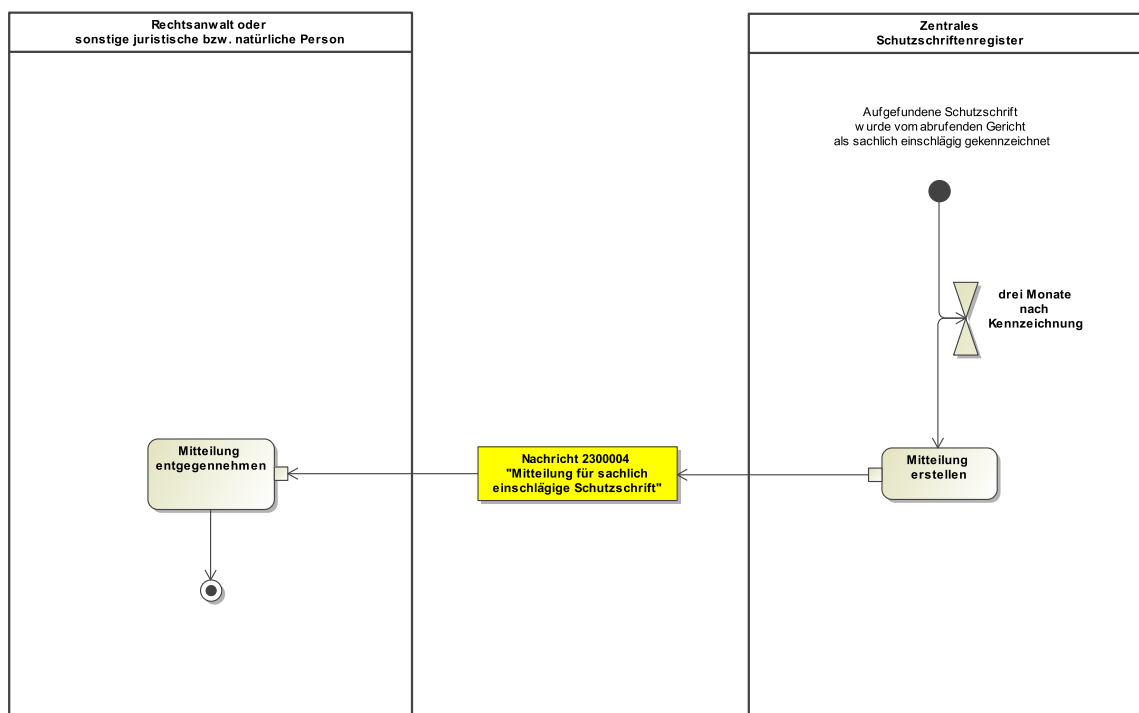 Rechtsanwalt oder
sonstige juristische bzw. natürliche Person
Zentrales
Schutzschriftenregister
Aufgefundene Schutzschrift
wurde vom abrufenden Gericht
als sachlich einschlägig gekennzeichnet
drei Monate
nach
Kennzeichnung
Mitteilung
entgegennehmen
Nachricht 2300004
"Mitteilung für sachlich
einschlägige Schutzschrift"
Mitteilung
erstellen